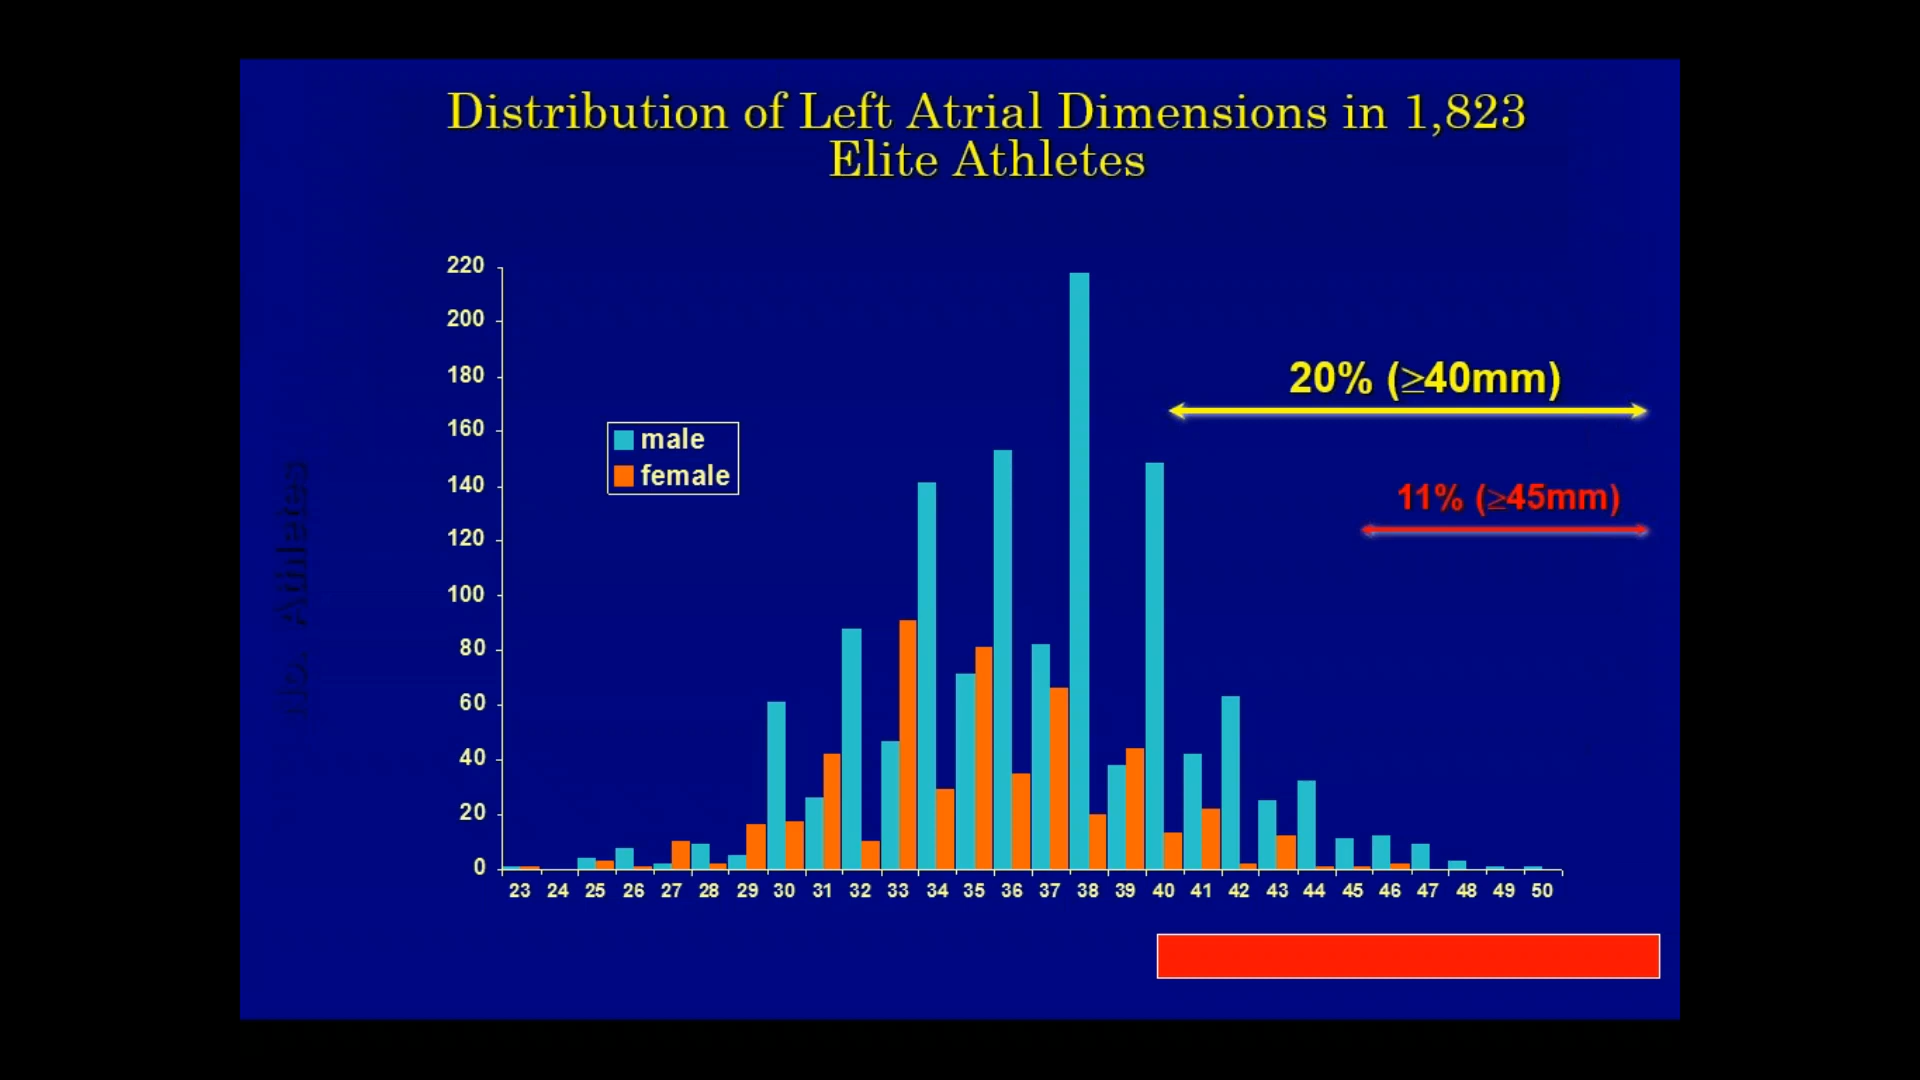 Distribution of Left Atrial Dimensions in 1,823
Elite Athletes
220
200
180
160
140
120
100
80
60
40
20
0
male
female
20% (≥40mm)
11% (≥45mm)
23 24 25 26 27 28 29 30 31 32 33 34 35 36 37 38 39 40 41 42 43 44 45 46 47 48 49 50
No. Athletes